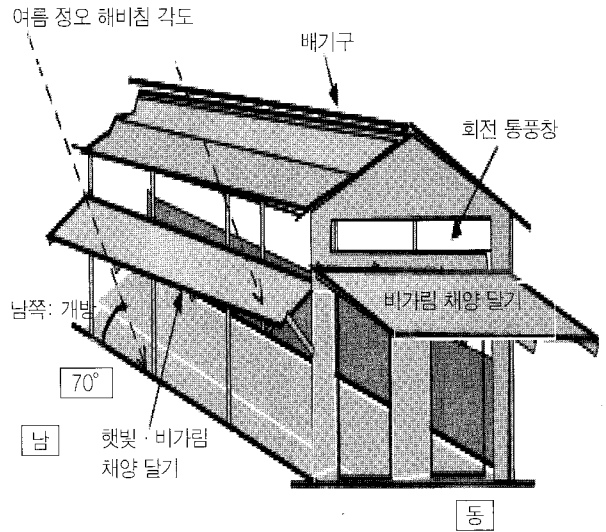 여름 정오 해비침 각도
배기구
회전 통풍창
비가림 채양 달기
남쪽: 개방
70°
남
햇빛 · 비가림
채양 달기
동